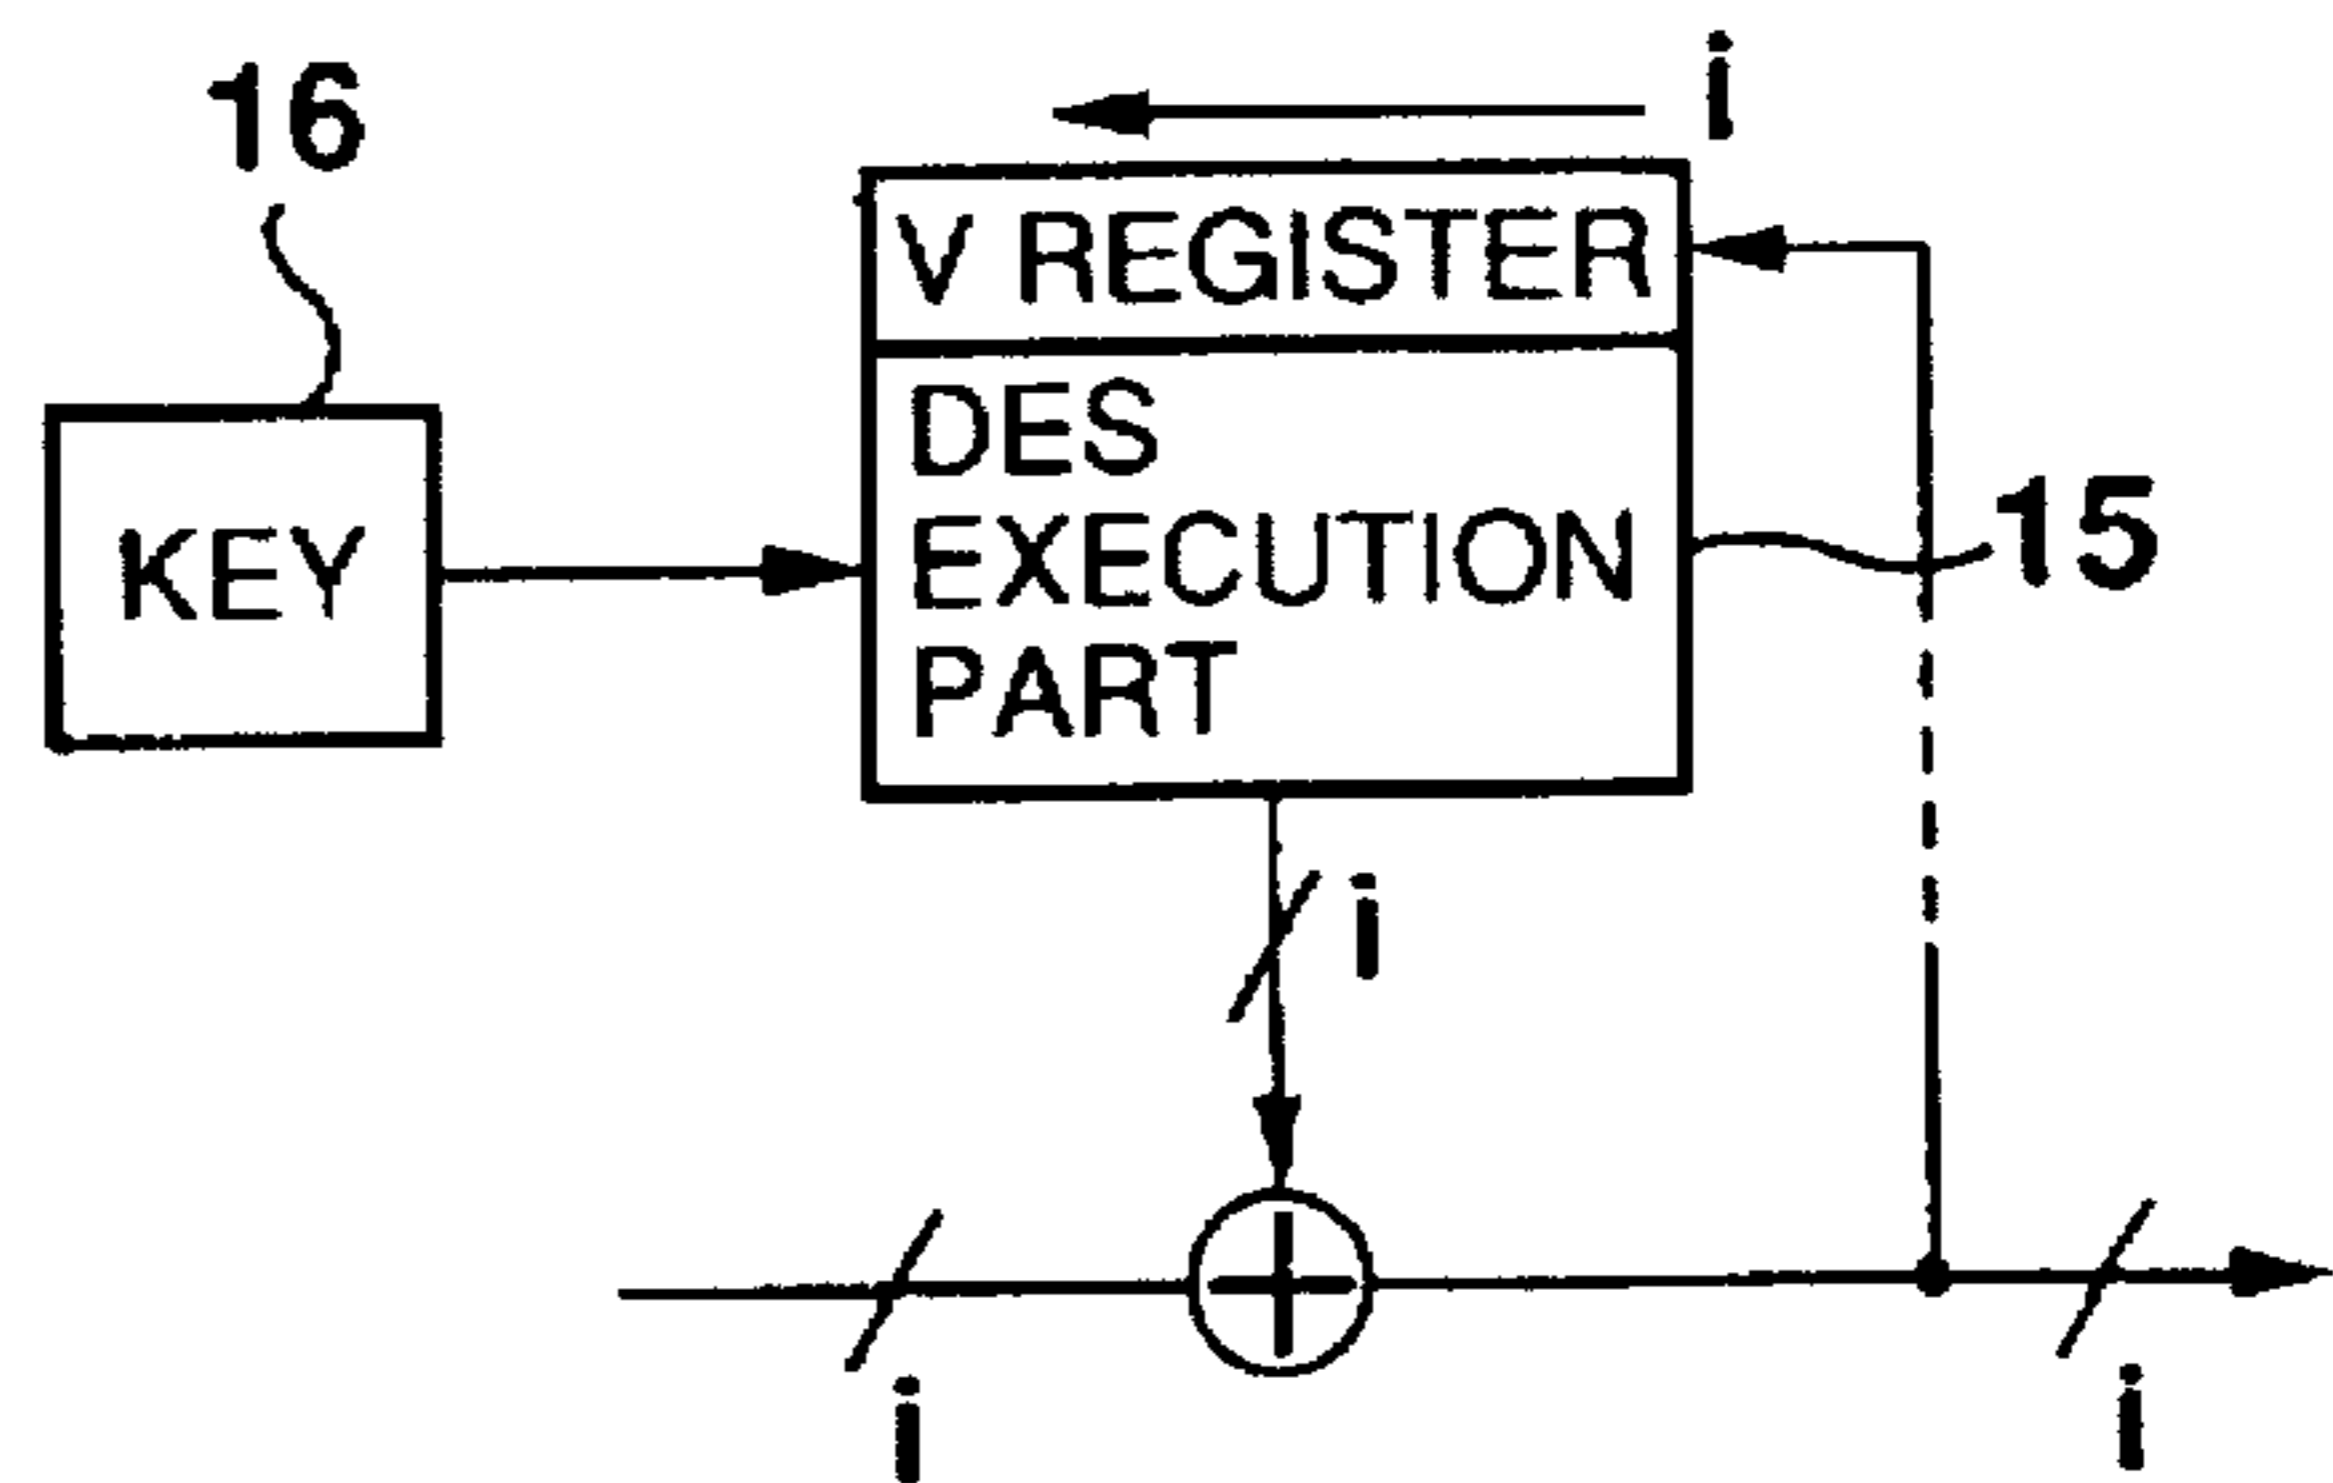 i
16
V REGISTER
DES
EXECUTION
PART
KEY
15
i
i
i